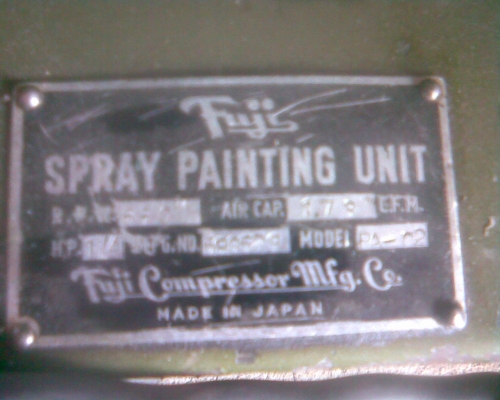 Fuji
SPRAY PAINTING UNIT
R.P.M. AIR CAP. C.F.M.
H.P. MFG.NO. MODEL
Fuji Compressor Mfg. Co.
MADE IN JAPAN